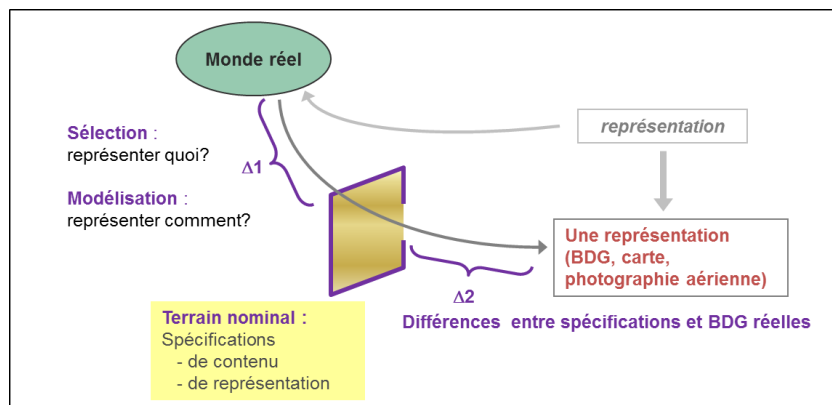 Monde réel
Sélection :
représenter quoi?
Δ1
représentation
Modélisation :
représenter comment?
Une représentation
(BDG, carte,
photographie aérienne)
Δ2
Terrain nominal :
Spécifications
- de contenu
- de représentation
Différences entre spécifications et BDG réelles